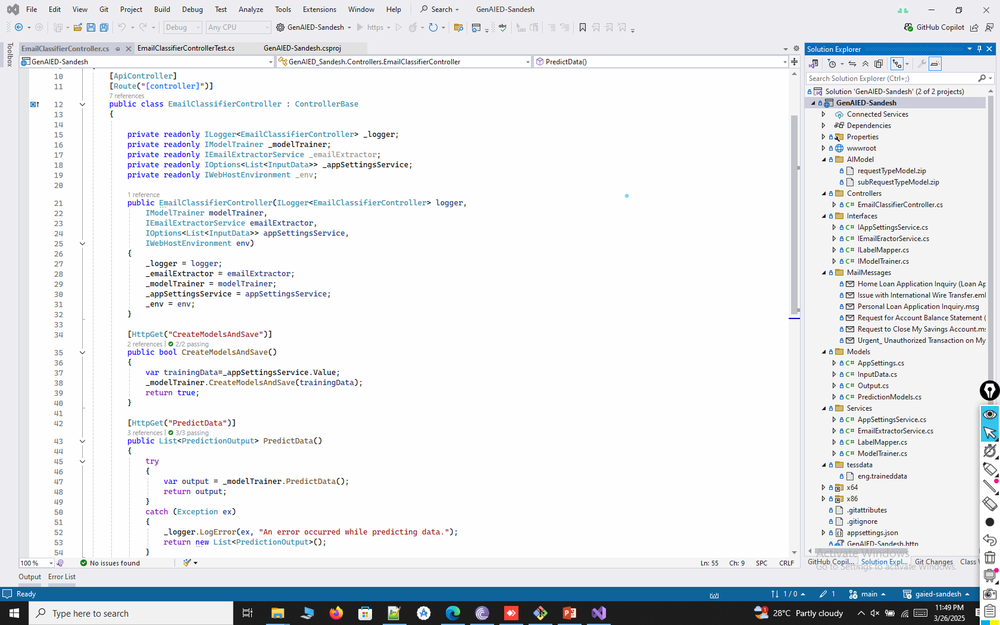 File Edit View Git Project Build Debug Test Analyze Tools Extensions Window Help Search GenAIED-Sandesh
Debug Any CPU GenAIED-Sandesh https abc GitHub Copilot
Toolbox
EmailClassifierController.cs EmailClassifierControllerTest.cs GenAIED-Sandesh.csproj
GenAIED-Sandesh GenAIED_Sandesh.Controllers.EmailClassifierController PredictData()
10 [ApiController]
11 [Route("[controller]")]
7 references
12 public class EmailClassifierController : ControllerBase
13 {
14
15 private readonly ILogger<EmailClassifierController> _logger;
16 private readonly IModelTrainer _modelTrainer;
17 private readonly IEmailExtractorService _emailExtractor;
18 private readonly IOptions<List<InputData>> _appSettingsService;
19 private readonly IWebHostEnvironment _env;
20
1 reference
21 public EmailClassifierController(ILogger<EmailClassifierController> logger,
22 IModelTrainer modelTrainer,
23 IEmailExtractorService emailExtractor,
24 IOptions<List<InputData>> appSettingsService,
25 IWebHostEnvironment env)
26 {
27 _logger = logger;
28 _emailExtractor = emailExtractor;
29 _modelTrainer = modelTrainer;
30 _appSettingsService = appSettingsService;
31 _env = env;
32 }
33
34 [HttpGet("CreateModelsAndSave")]
2 references | 2/2 passing
35 public bool CreateModelsAndSave()
36 {
37 var trainingData=_appSettingsService.Value;
38 _modelTrainer.CreateModelsAndSave(trainingData);
39 return true;
40 }
41
42 [HttpGet("PredictData")]
3 references | 3/3 passing
43 public List<PredictionOutput> PredictData()
44 {
45 try
46 {
47 var output = _modelTrainer.PredictData();
48 return output;
49 }
50 catch (Exception ex)
51 {
52 _logger.LogError(ex, "An error occurred while predicting data.");
53 return new List<PredictionOutput>();
54 }
100 % No issues found Ln: 55 Ch: 9 SPC CRLF
Output Error List
Solution Explorer
Search Solution Explorer (Ctrl+;)
Solution 'GenAIED-Sandesh' (2 of 2 projects)
GenAIED-Sandesh
Connected Services
Dependencies
Properties
wwwroot
AIModel
requestTypeModel.zip
subRequestTypeModel.zip
Controllers
C# EmailClassifierController.cs
Interfaces
C# IAppSettingsService.cs
C# IEmailEractorService.cs
C# ILabelMapper.cs
C# IModelTrainer.cs
MailMessages
Home Loan Application Inquiry (Loan Ap
Issue with International Wire Transfer.eml
Personal Loan Application Inquiry.msg
Request for Account Balance Statement (
Request to Close My Savings Account.ms
Urgent_ Unauthorized Transaction on My
Models
C# AppSettings.cs
C# InputData.cs
C# Output.cs
C# PredictionModels.cs
Services
C# AppSettingsService.cs
C# EmailExtractorService.cs
C# LabelMapper.cs
C# ModelTrainer.cs
tessdata
eng.traineddata
x64
x86
.gitattributes
.gitignore
appsettings.json
GenAIED-Sandesh.http
Activate Windows
Go to Settings to activate Windows.
GitHub Copil... Solution Expl... Git Changes Class
Ready 1 / 0 1 main gaied-sandesh
Type here to search 1 28°C Partly cloudy 11:49 PM
3/26/2025